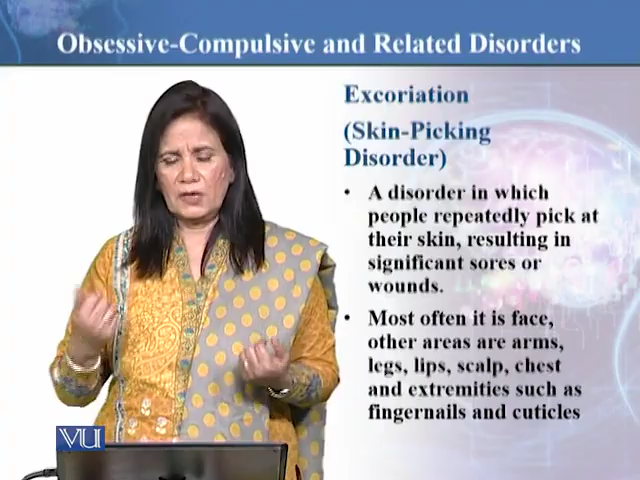 Obsessive-Compulsive and Related Disorders
Excoriation
(Skin-Picking
Disorder)
• A disorder in which
people repeatedly pick at
their skin, resulting in
significant sores or
wounds.
• Most often it is face,
other areas are arms,
legs, lips, scalp, chest
and extremities such as
fingernails and cuticles
VU